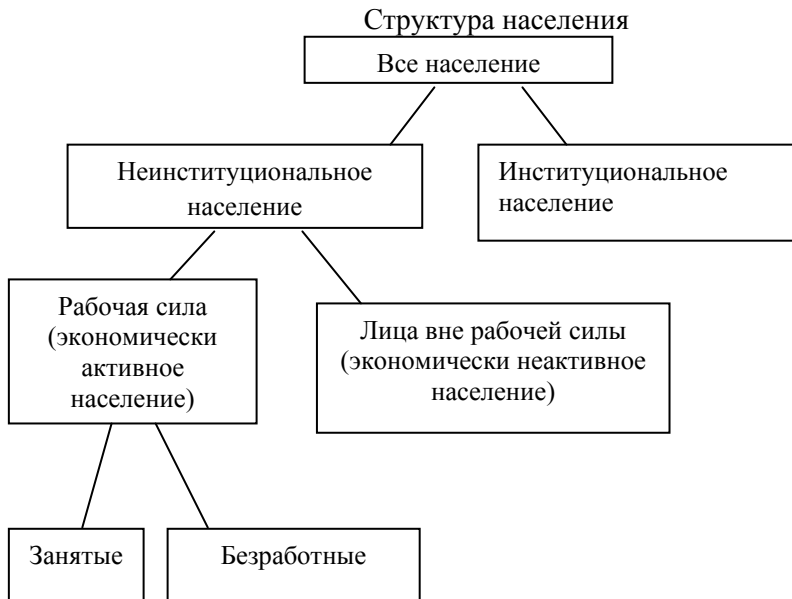 Структура населения
Все население
Неинституциональное
население
Институциональное
население
Рабочая сила
(экономически
активное
население)
Лица вне рабочей силы
(экономически неактивное
население)
Занятые
Безработные